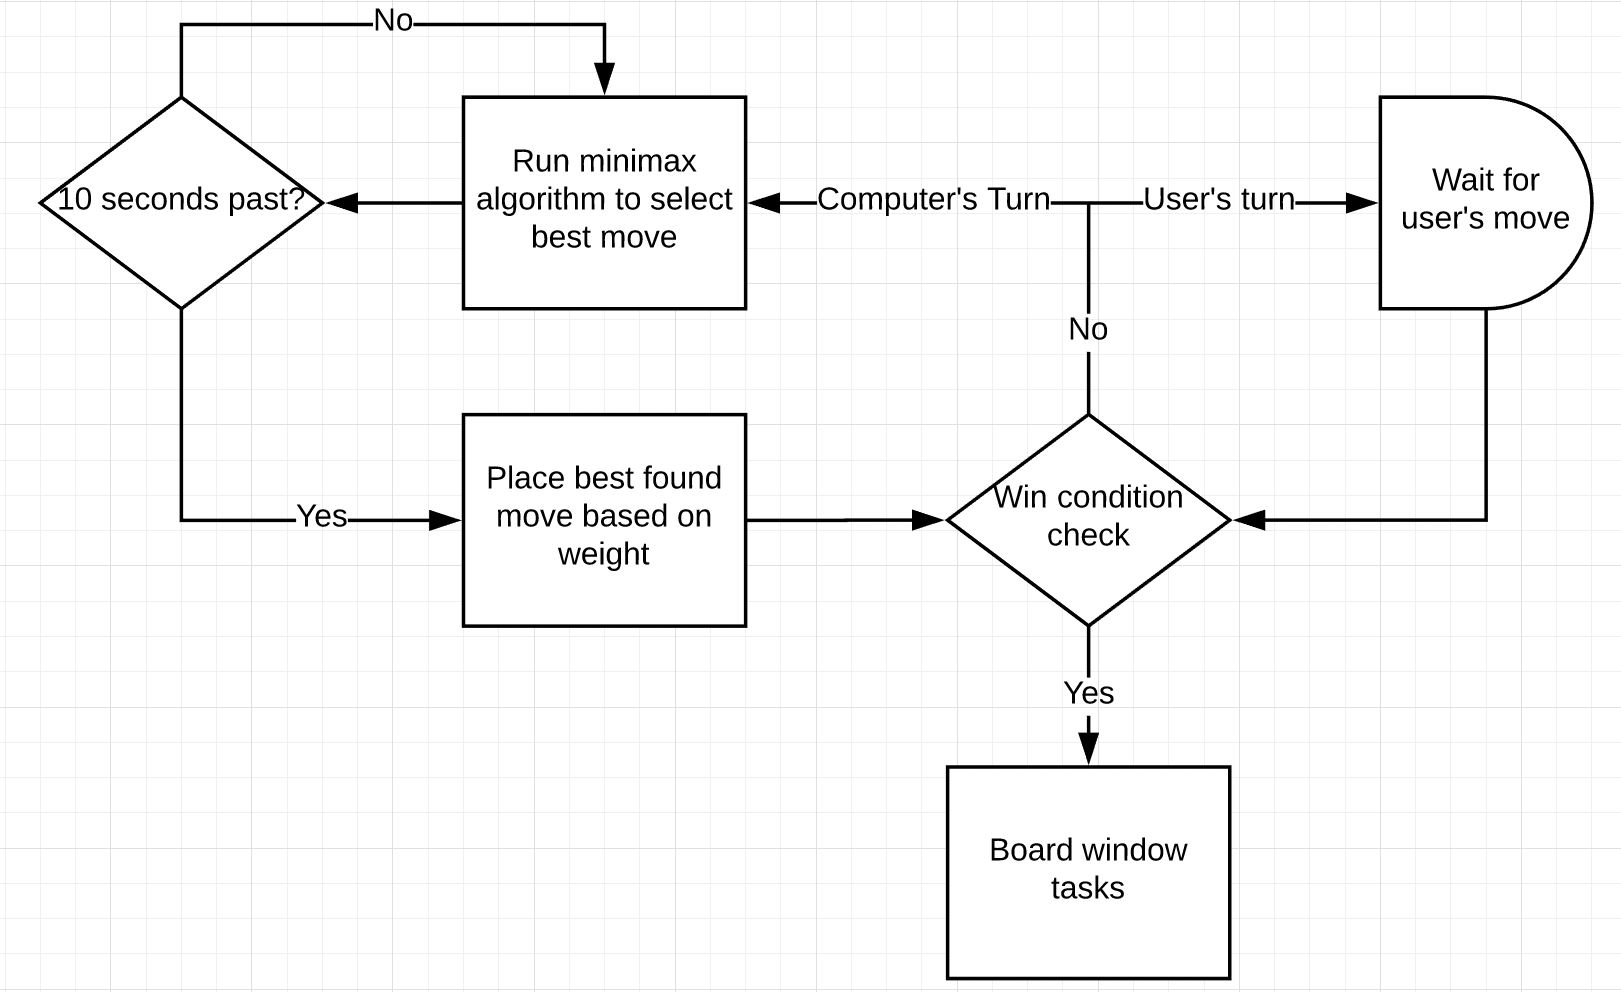 No
10 seconds past?
Run minimax
algorithm to select
best move
Computer's Turn
User's turn
Wait for
user's move
No
Yes
Place best found
move based on
weight
Win condition
check
Yes
Board window
tasks